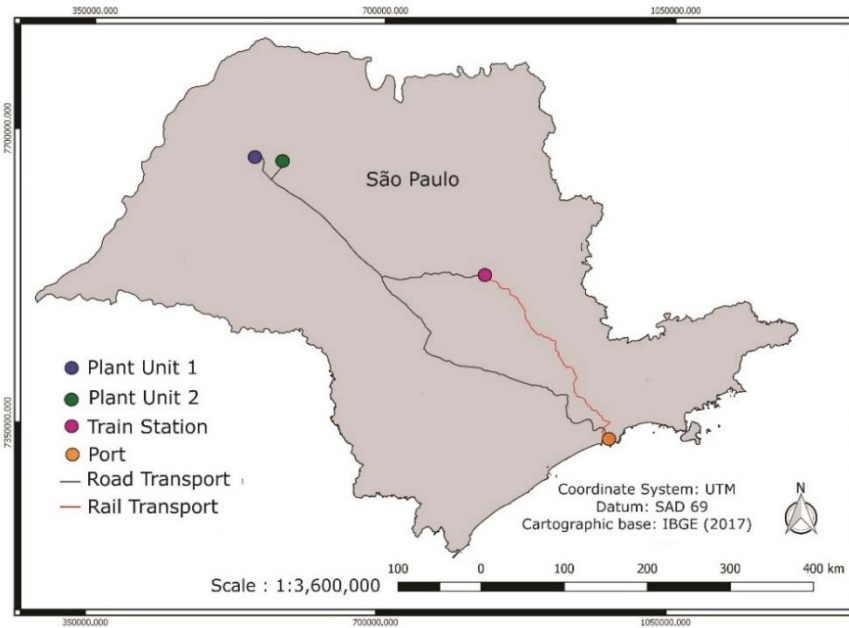 350000.000 700000.000 1050000.000
7700000.000
São Paulo
Plant Unit 1
Plant Unit 2
Train Station
Port
Road Transport
Rail Transport
7350000.000
Coordinate System: UTM
Datum: SAD 69
Cartographic base: IBGE (2017)
N
Scale : 1:3,600,000
100 0 100 200 300 400 km
350000.000 700000.000 1050000.000